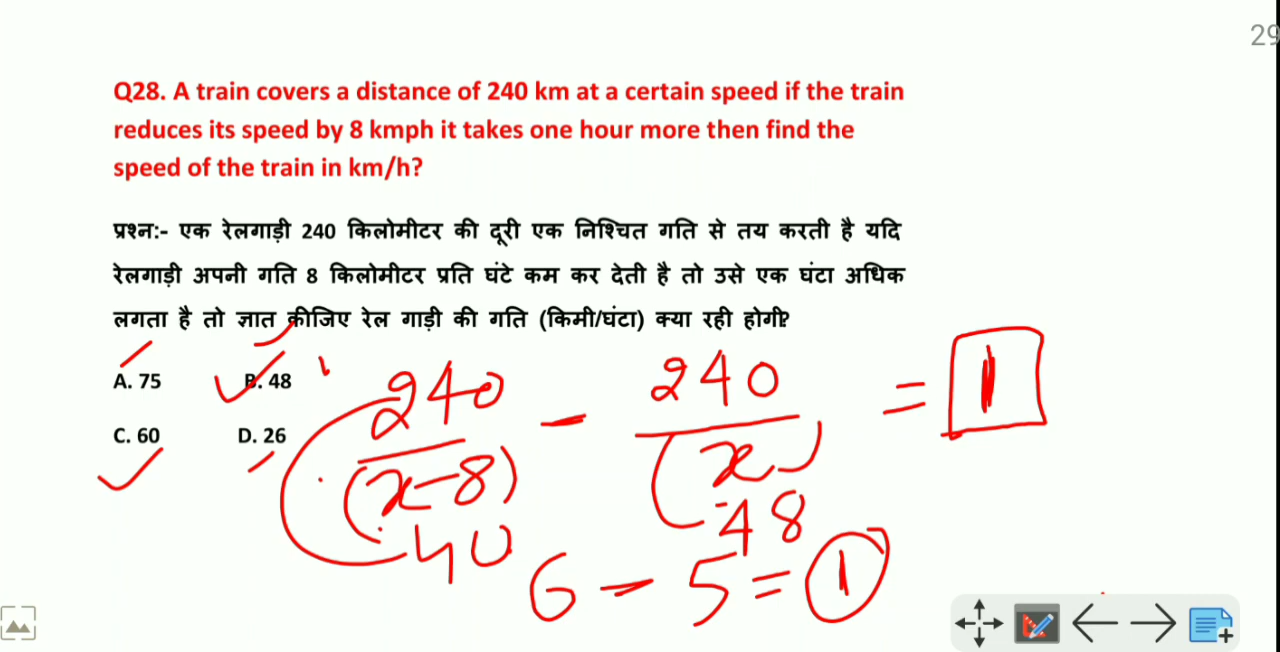 29
Q28. A train covers a distance of 240 km at a certain speed if the train
reduces its speed by 8 kmph it takes one hour more then find the
speed of the train in km/h?
प्रश्न:- एक रेलगाड़ी 240 किलोमीटर की दूरी एक निश्चित गति से तय करती है यदि
रेलगाड़ी अपनी गति 8 किलोमीटर प्रति घंटे कम कर देती है तो उसे एक घंटा अधिक
लगता है तो ज्ञात कीजिए रेल गाड़ी की गति (किमी/घंटा) क्या रही होगी?
A. 75
B. 48
C. 60
D. 26
240 - 240 = 1
(x-8) (x)
40 48
6 - 5 = 1